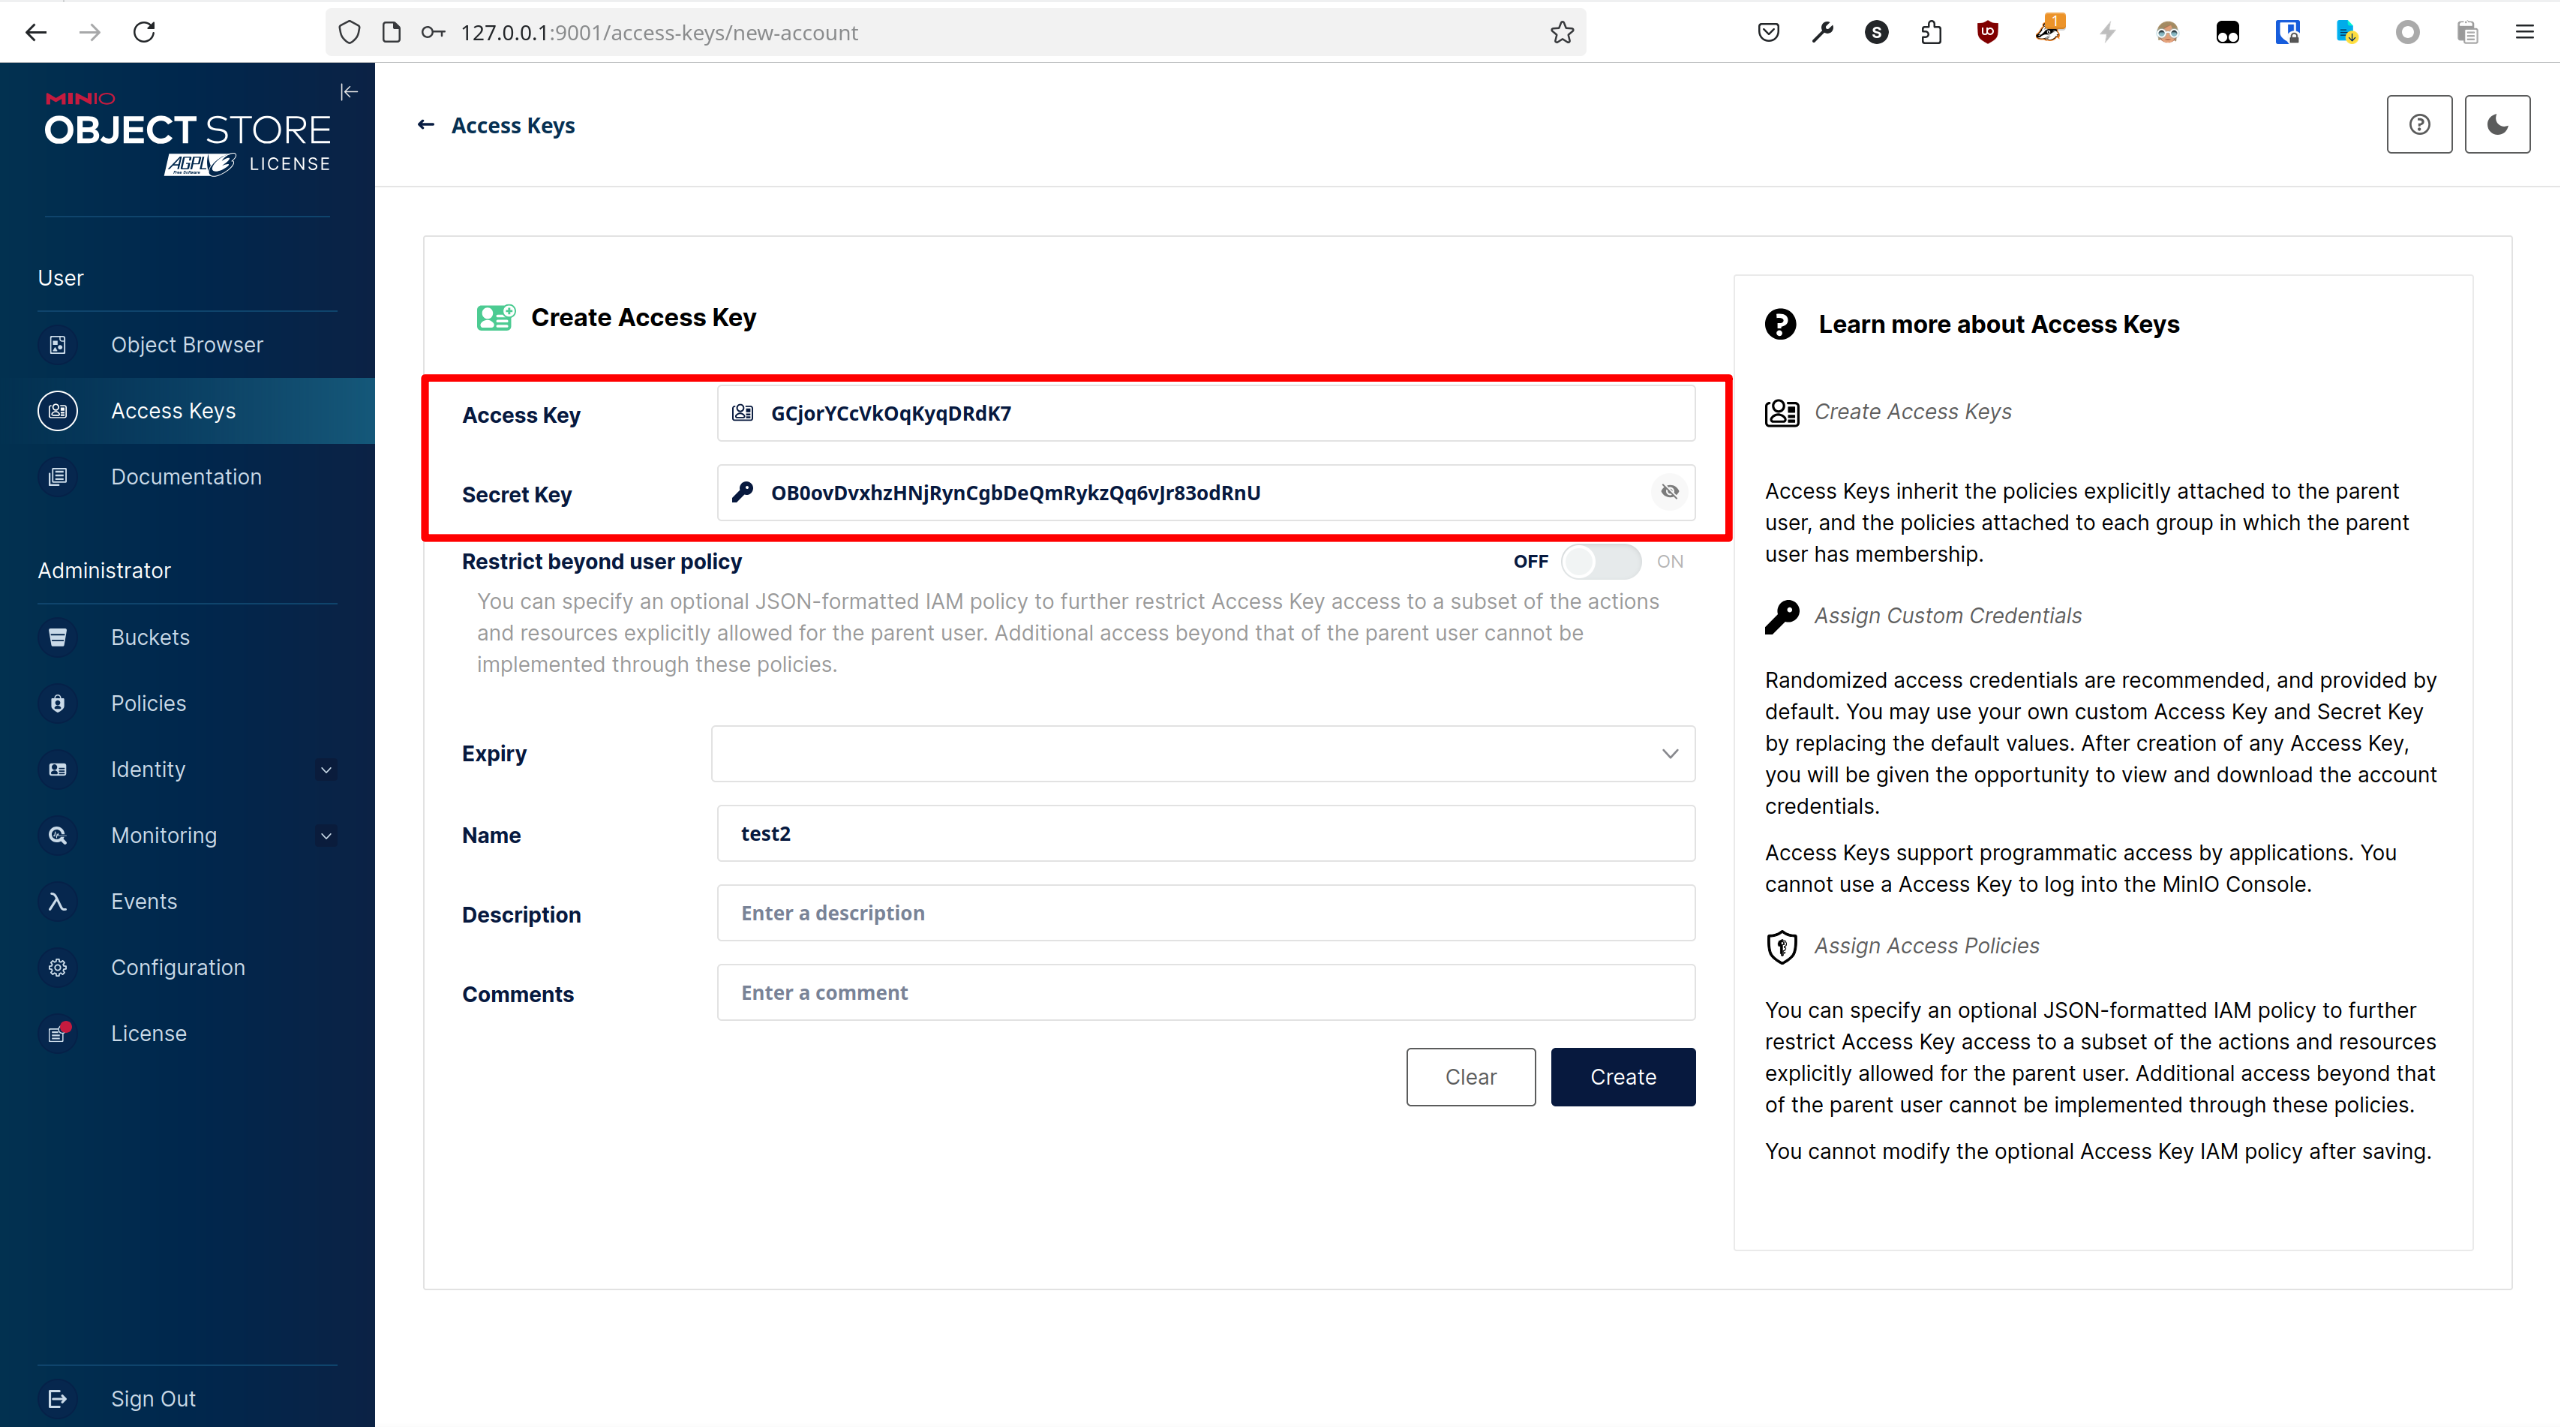 127.0.0.1:9001/access-keys/new-account
S
1
MINIO
OBJECT STORE
AGPLv3 LICENSE
Free Software
User
Object Browser
Access Keys
Documentation
Administrator
Buckets
Policies
Identity
Monitoring
Events
Configuration
License
Sign Out
Access Keys
Create Access Key
Access Key
GCjorYCcVkOqKyqDRdK7
Secret Key
OB0ovDvxhzHNjRynCgbDeQmRykzQq6vJr83odRnU
Restrict beyond user policy
OFF ON
You can specify an optional JSON-formatted IAM policy to further restrict Access Key access to a subset of the actions
and resources explicitly allowed for the parent user. Additional access beyond that of the parent user cannot be
implemented through these policies.
Expiry
Name
test2
Description
Enter a description
Comments
Enter a comment
Clear
Create
Learn more about Access Keys
Create Access Keys
Access Keys inherit the policies explicitly attached to the parent
user, and the policies attached to each group in which the parent
user has membership.
Assign Custom Credentials
Randomized access credentials are recommended, and provided by
default. You may use your own custom Access Key and Secret Key
by replacing the default values. After creation of any Access Key,
you will be given the opportunity to view and download the account
credentials.
Access Keys support programmatic access by applications. You
cannot use a Access Key to log into the MinIO Console.
Assign Access Policies
You can specify an optional JSON-formatted IAM policy to further
restrict Access Key access to a subset of the actions and resources
explicitly allowed for the parent user. Additional access beyond that
of the parent user cannot be implemented through these policies.
You cannot modify the optional Access Key IAM policy after saving.